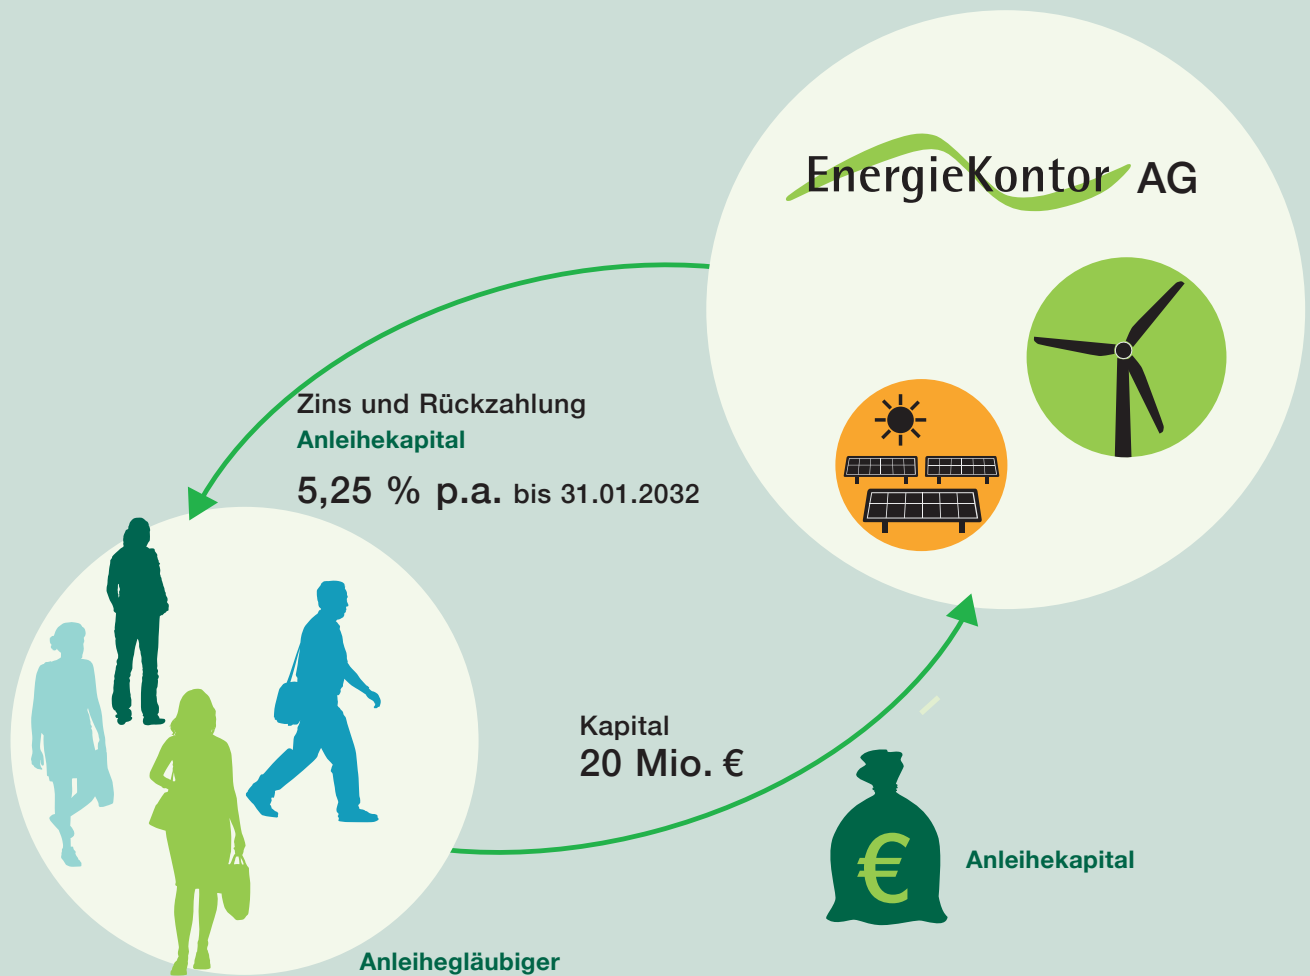 EnergieKontor AG
Zins und Rückzahlung
Anleihekapital
5,25 % p.a. bis 31.01.2032
Kapital
20 Mio. €
€
Anleihekapital
Anleihegläubiger